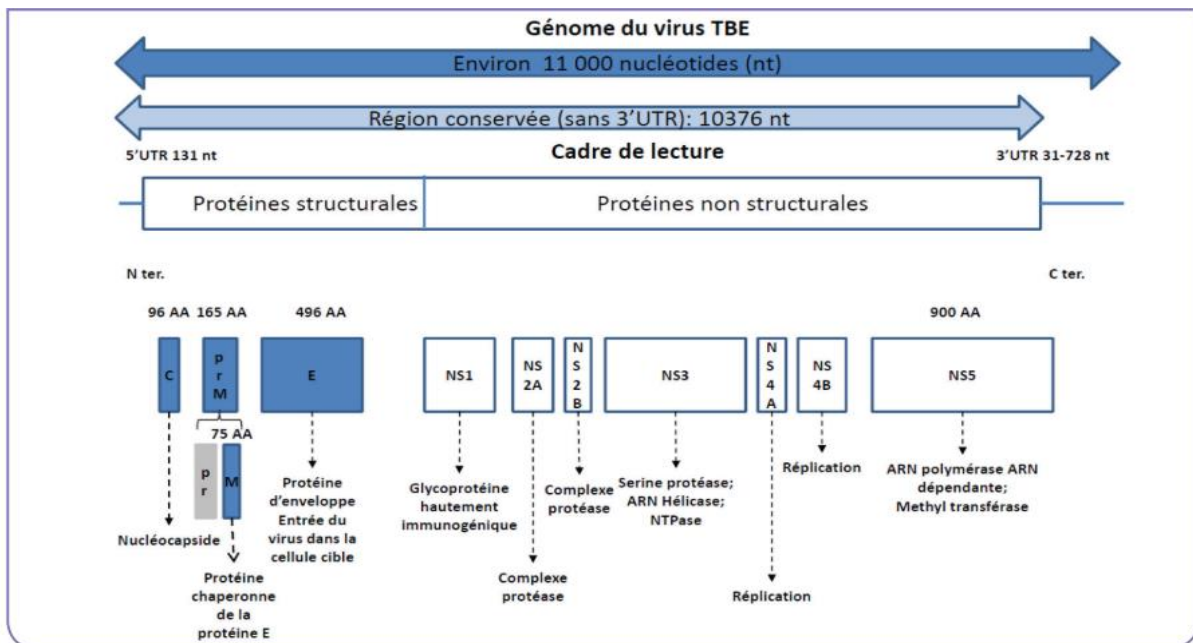 Génome du virus TBE
Environ 11 000 nucléotides (nt)
Région conservée (sans 3'UTR): 10376 nt
5'UTR 131 nt
Cadre de lecture
3'UTR 31-728 nt
Protéines structurales
Protéines non structurales
N ter.
C ter.
96 AA
165 AA
496 AA
900 AA
C
prM
E
NS1
NS
2A
NS2B
NS3
NS4A
NS
4B
NS5
75 AA
pr
M
Nucléocapside
Protéine
chaperonne
de la
protéine E
Protéine
d'enveloppe
Entrée du
virus dans la
cellule cible
Glycoprotéine
hautement
immunogénique
Complexe
protéase
Complexe
protéase
Serine protéase;
ARN Hélicase;
NTPase
Réplication
Réplication
ARN polymérase ARN
dépendante;
Methyl transférase